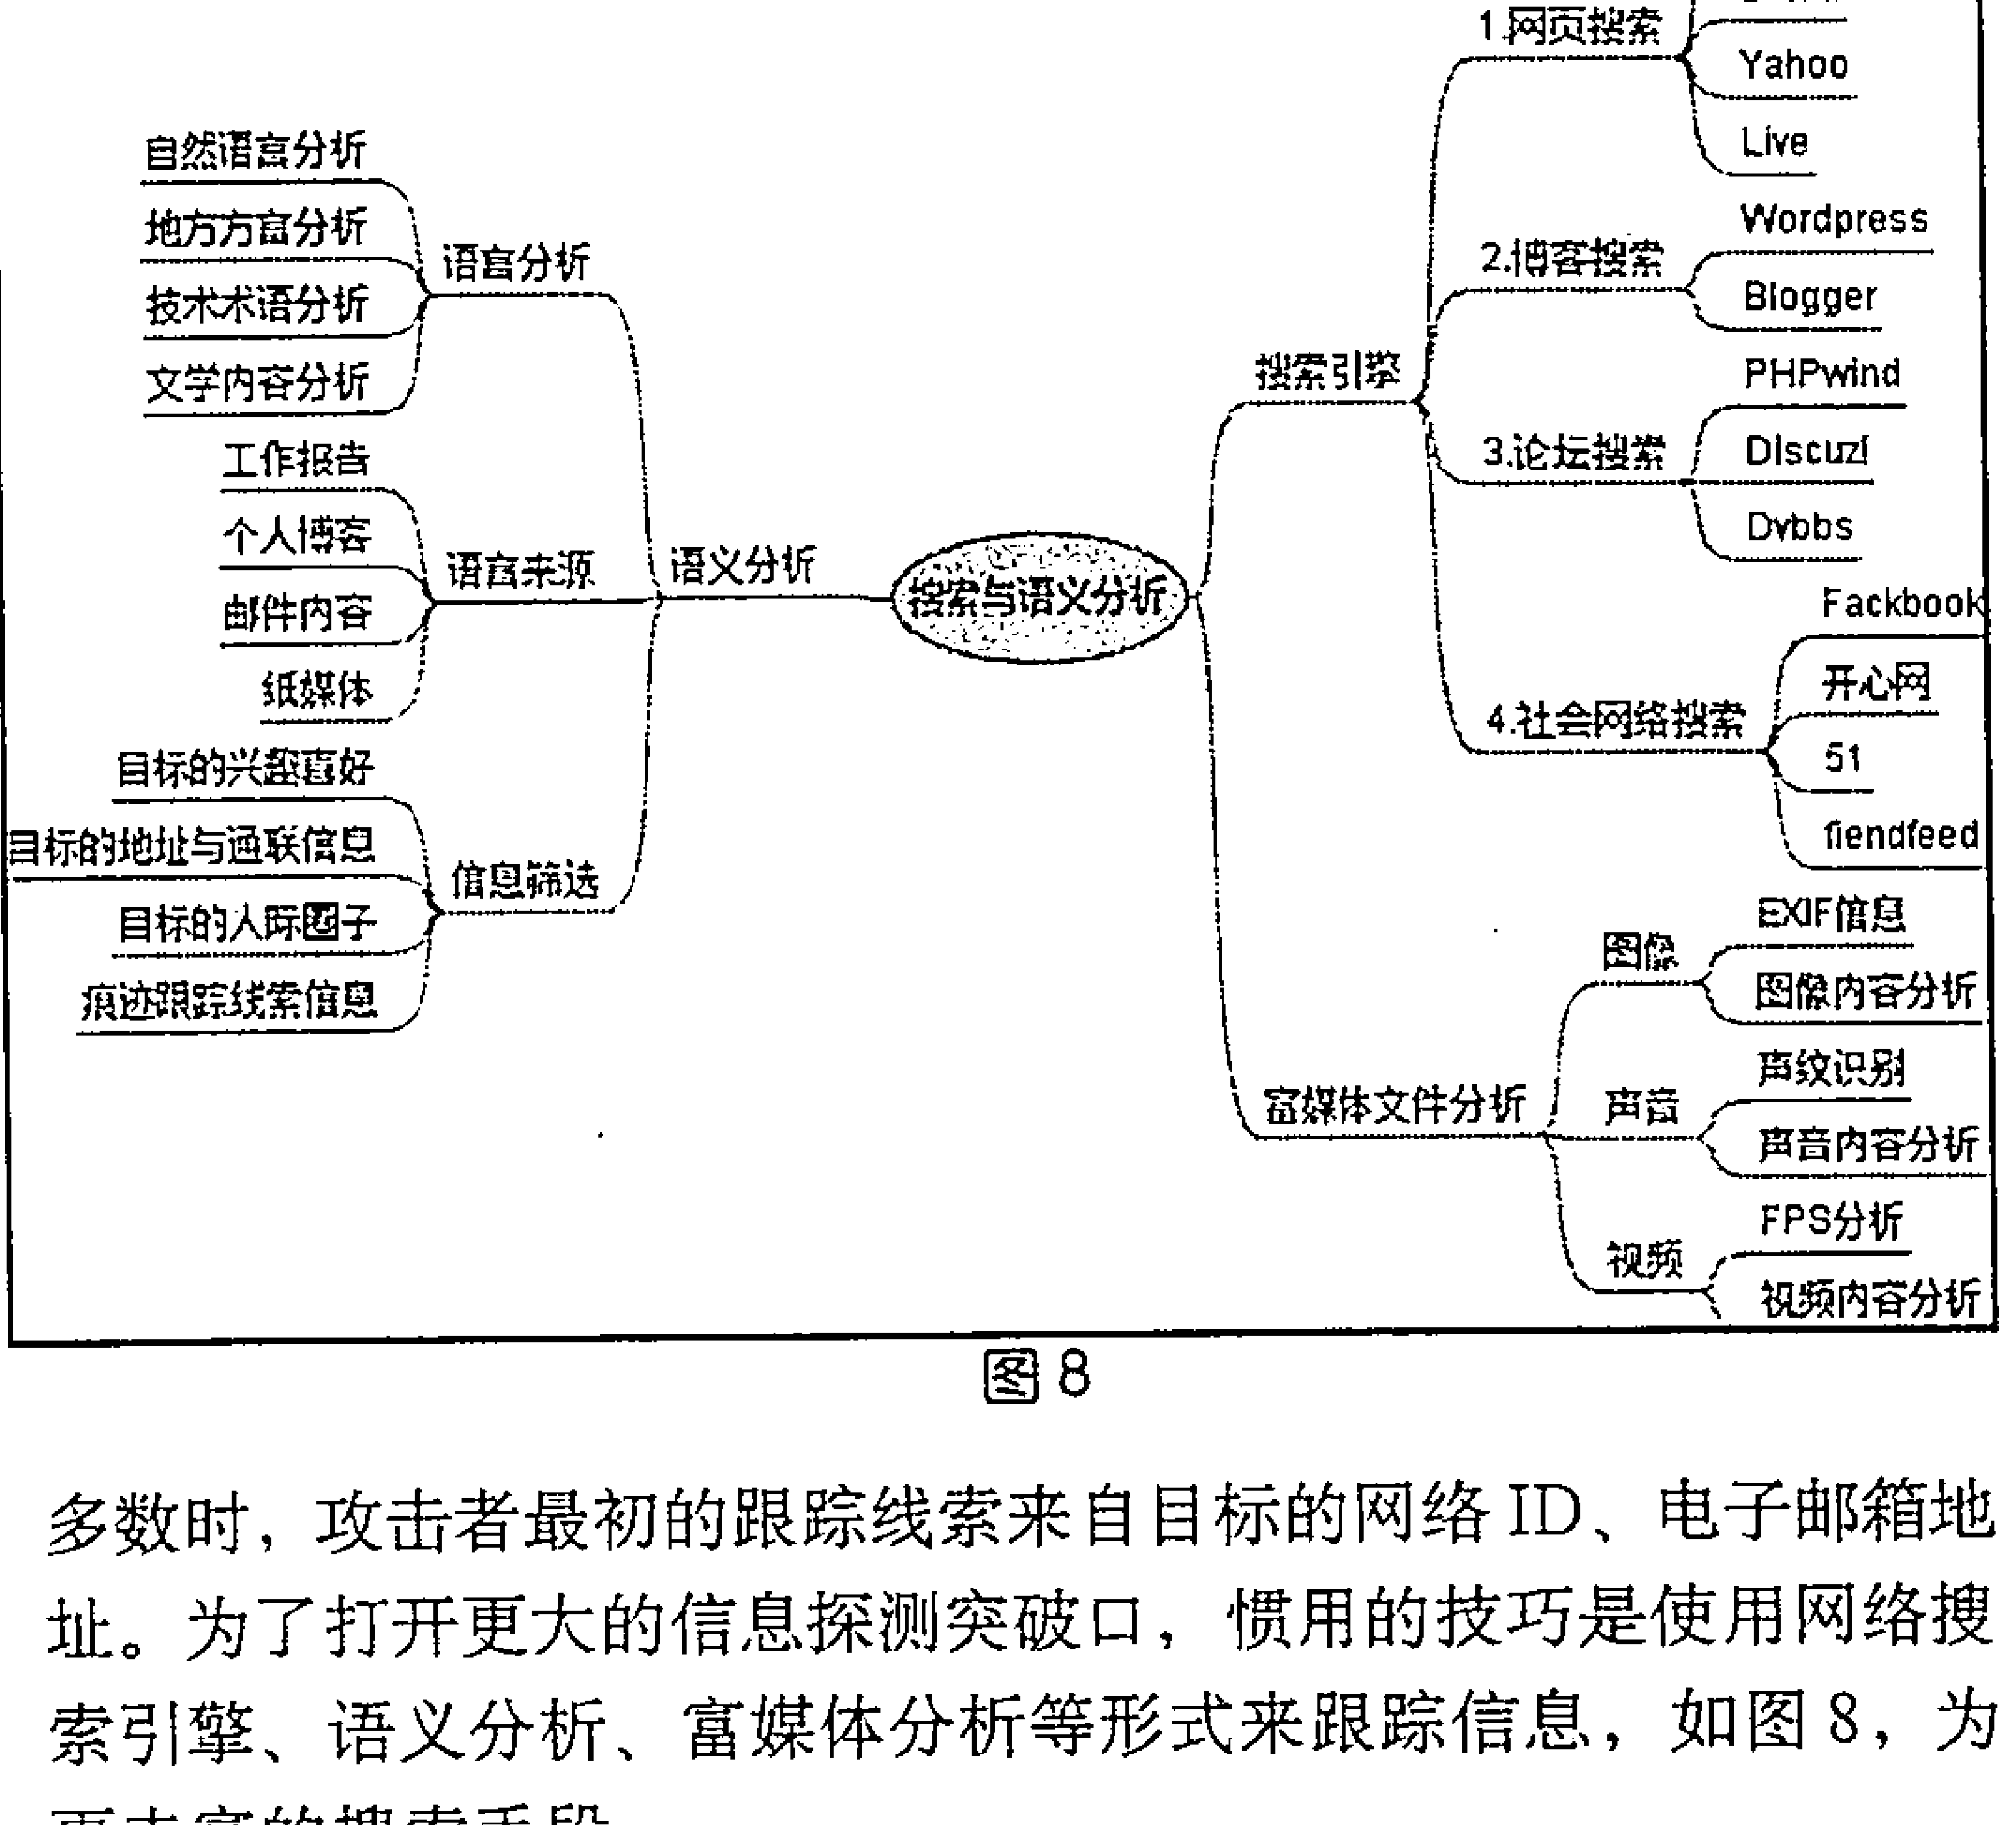 自然语言分析
地方方言分析
技术术语分析
文学内容分析
语言分析
工作报告
个人博客
邮件内容
纸媒体
语言来源
目标的兴趣喜好
目标的地址与通联信息
目标的人际圈子
痕迹跟踪线索信息
信息筛选
语义分析
搜索与语义分析
搜索引擎
1.网页搜索
Yahoo
Live
2.博客搜索
Wordpress
Blogger
3.论坛搜索
PHPwind
Discuz!
Dvbbs
4.社会网络搜索
Fackbook
开心网
51
fiendfeed
富媒体文件分析
图像
EXIF信息
图像内容分析
声音
声纹识别
声音内容分析
视频
FPS分析
视频内容分析
图 8
多数时，攻击者最初的跟踪线索来自目标的网络 ID、电子邮箱地
址。为了打开更大的信息探测突破口，惯用的技巧是使用网络搜
索引擎、语义分析、富媒体分析等形式来跟踪信息，如图 8，为